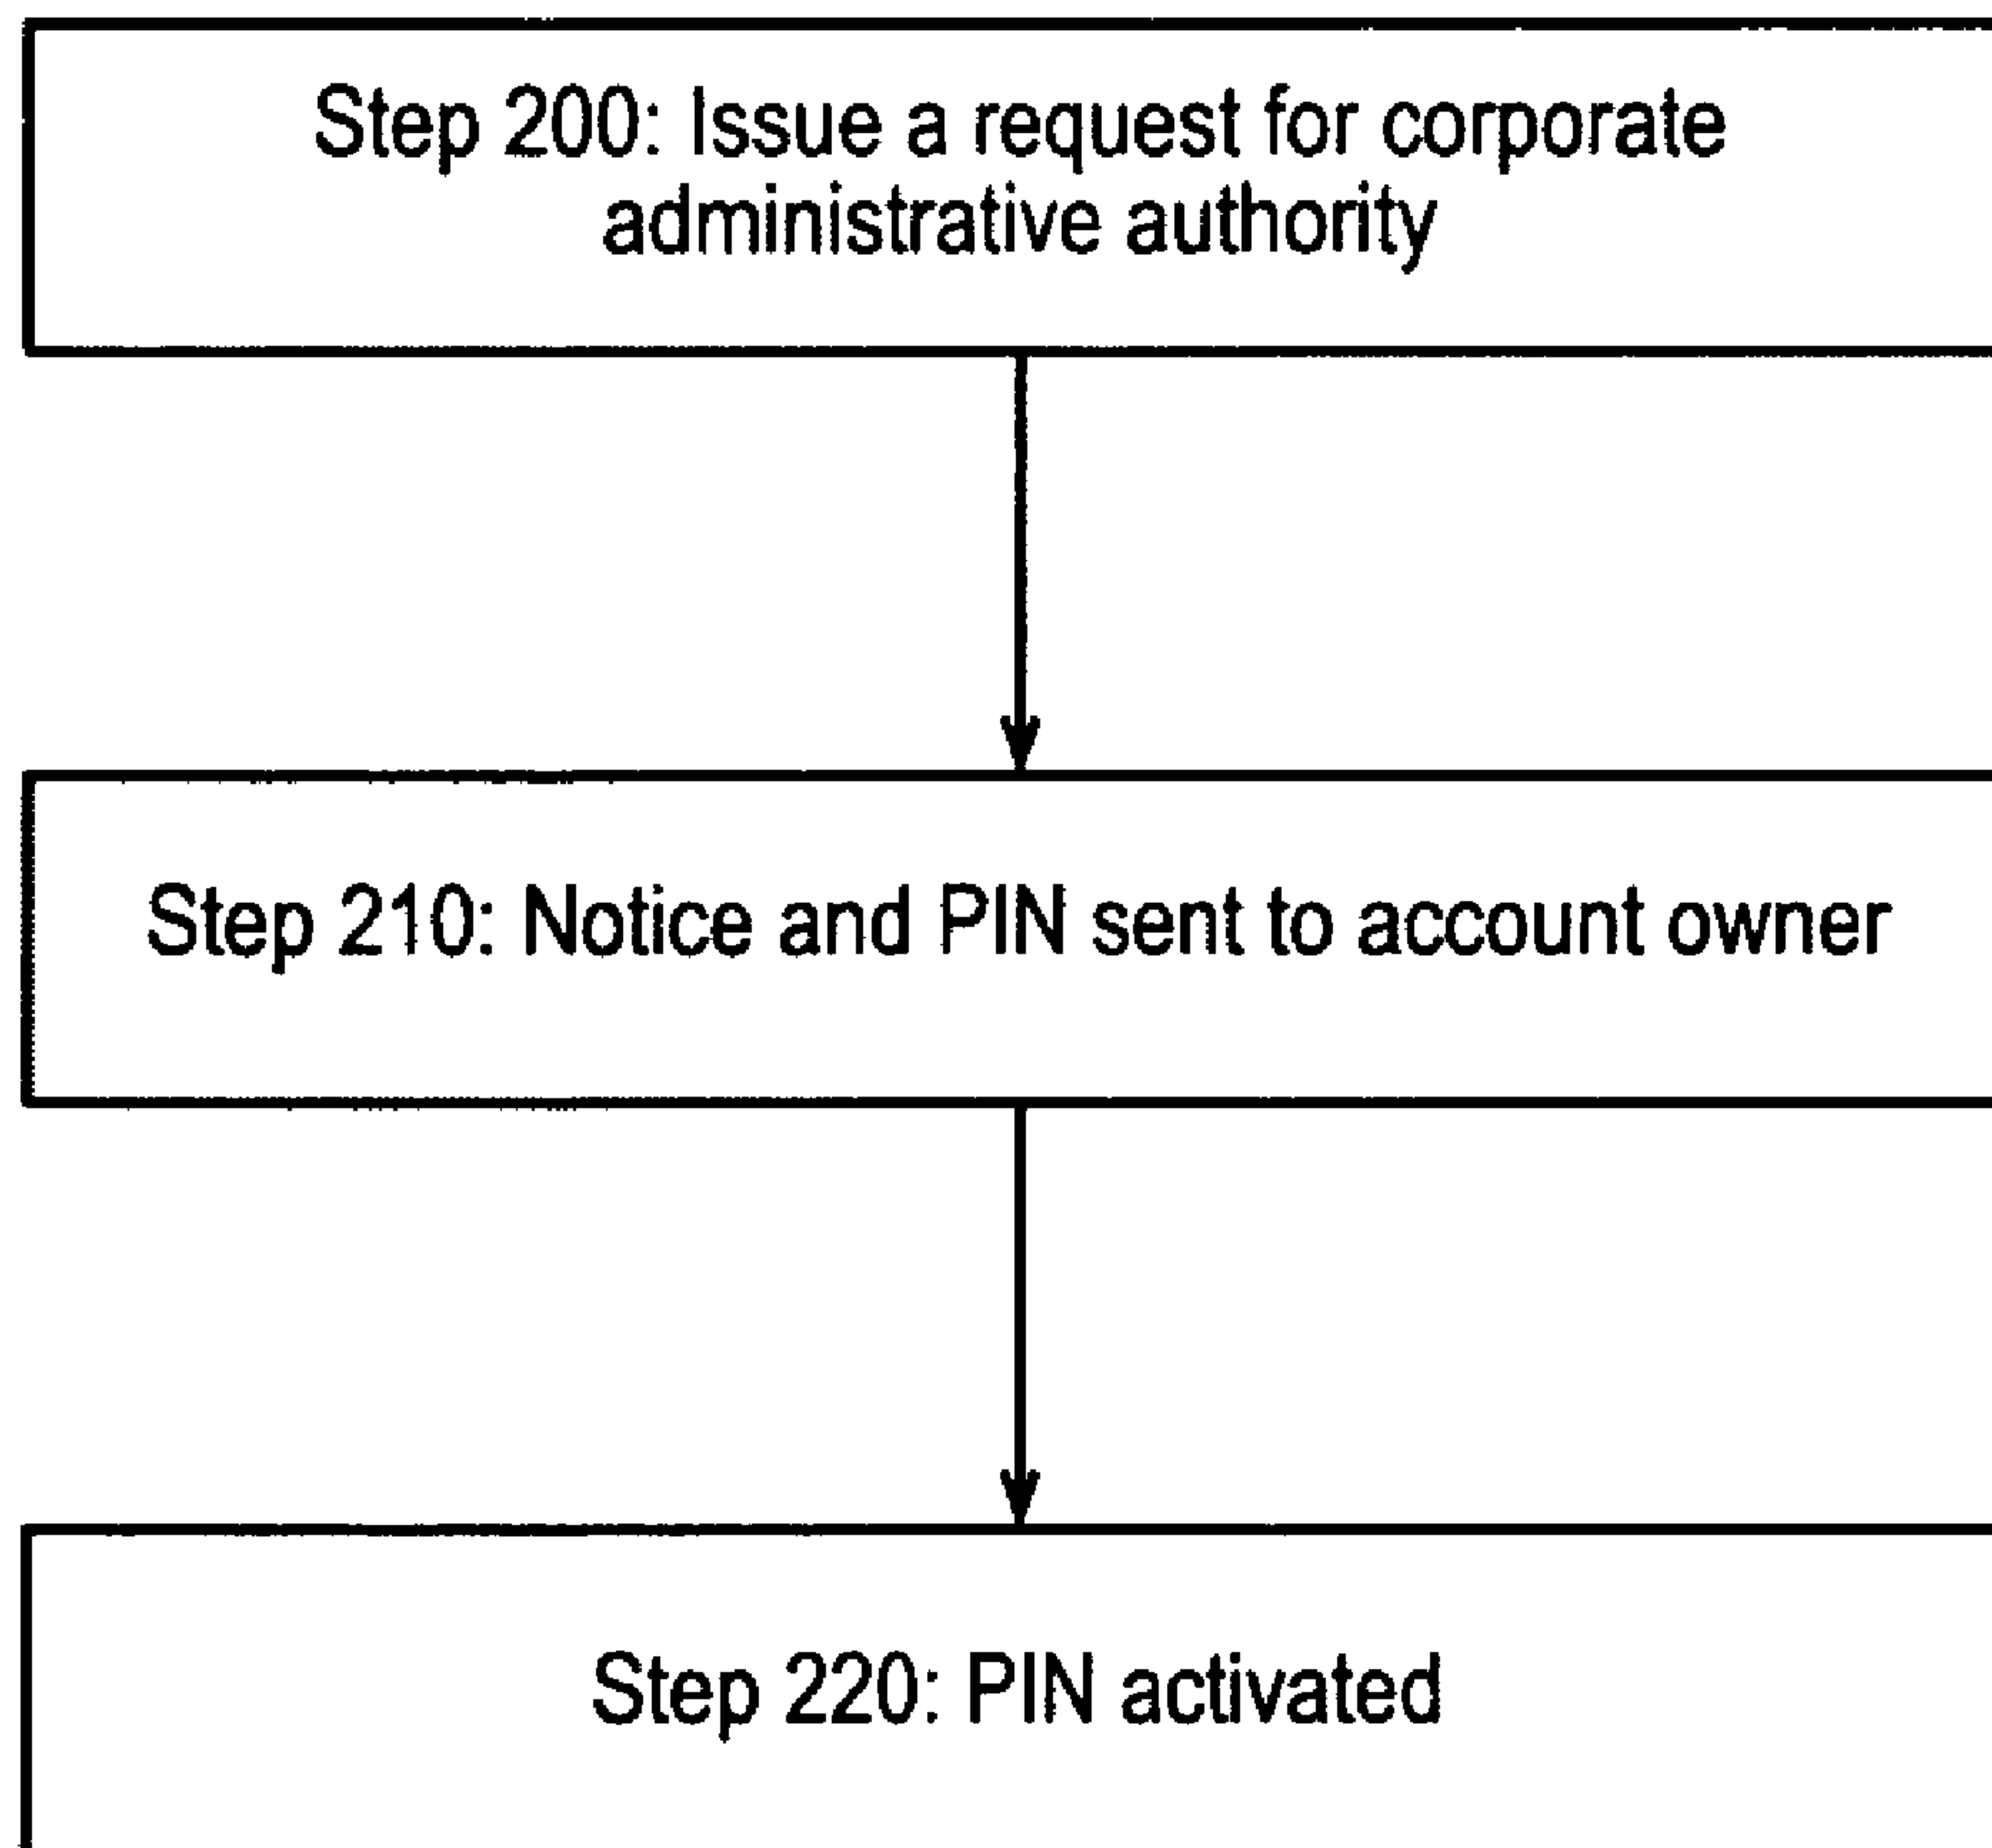 Step 200: Issue a request for corporate
administrative authority
Step 210: Notice and PIN sent to account owner
Step 220: PIN activated